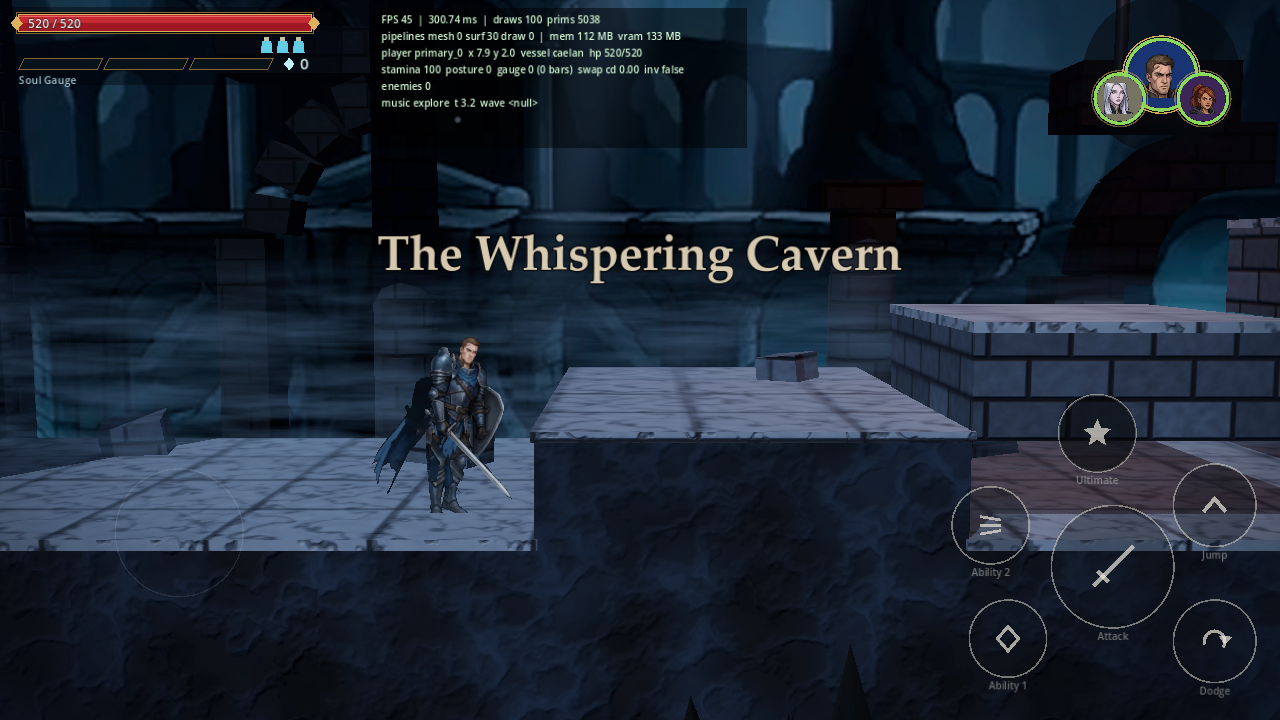 520 / 520
0
Soul Gauge
FPS 45 | 300.74 ms | draws 100 prims 5038
pipelines mesh 0 surf 30 draw 0 | mem 112 MB vram 133 MB
player primary_0 x 7.9 y 2.0 vessel caelan hp 520/520
stamina 100 posture 0 gauge 0 (0 bars) swap cd 0.00 inv false
enemies 0
music explore t 3.2 wave <null>
The Whispering Cavern
Ultimate
Jump
Ability 2
Attack
Ability 1
Dodge